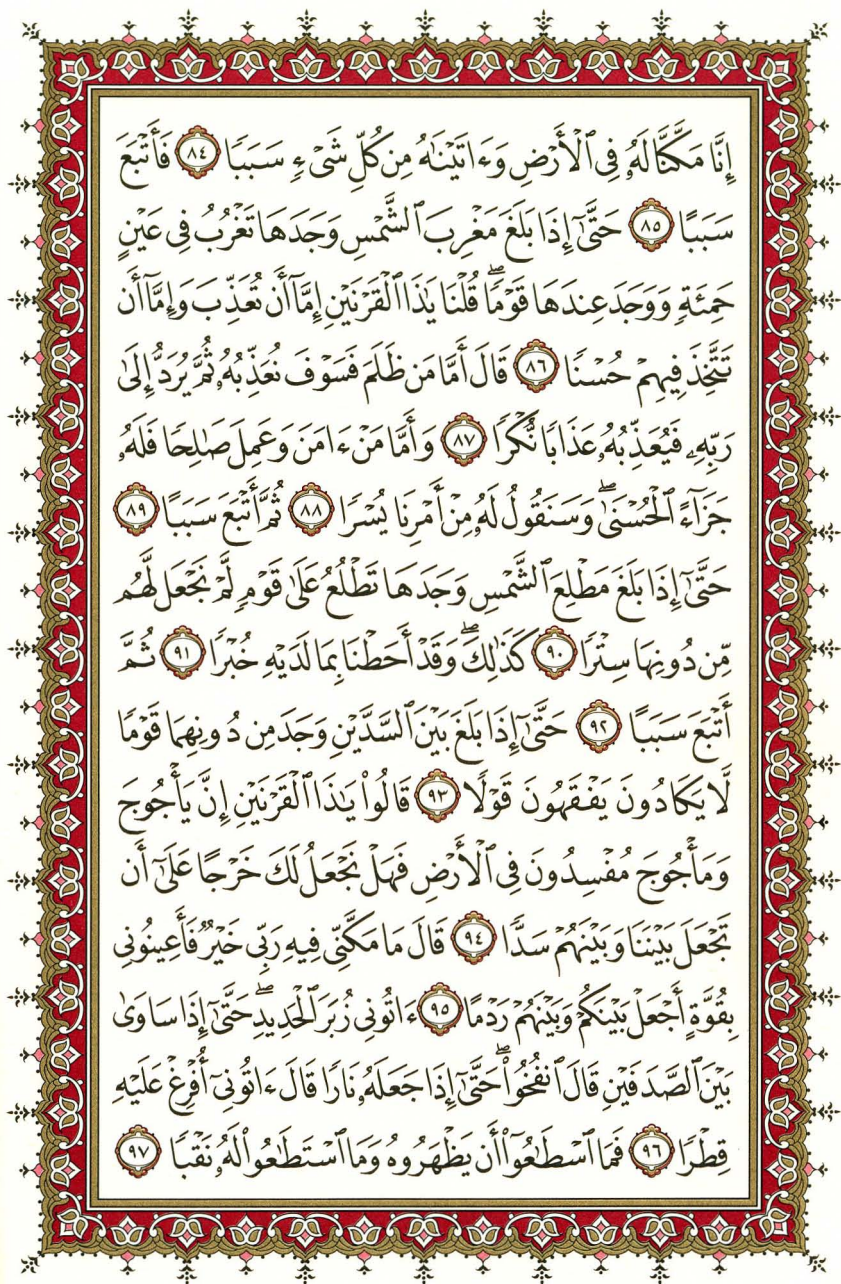 إِنَّا مَكَّنَّا لَهُۥ فِى ٱلْأَرْضِ وَءَاتَيْنَٰهُ مِن كُلِّ شَىْءٍ سَبَبًا ٨٤ فَأَتْبَعَ
سَبَبًا ٨٥ حَتَّىٰٓ إِذَا بَلَغَ مَغْرِبَ ٱلشَّمْسِ وَجَدَهَا تَغْرُبُ فِى عَيْنٍ
حَمِئَةٍ وَوَجَدَ عِندَهَا قَوْمًا ۗ قُلْنَا يَٰذَا ٱلْقَرْنَيْنِ إِمَّآ أَن تُعَذِّبَ وَإِمَّآ أَن
تَتَّخِذَ فِيهِمْ حُسْنًا ٨٦ قَالَ أَمَّا مَن ظَلَمَ فَسَوْفَ نُعَذِّبُهُۥ ثُمَّ يُرَدُّ إِلَىٰ
رَبِّهِۦ فَيُعَذِّبُهُۥ عَذَابًا نُّكْرًا ٨٧ وَأَمَّا مَنْ ءَامَنَ وَعَمِلَ صَٰلِحًا فَلَهُۥ
جَزَآءً ٱلْحُسْنَىٰ ۖ وَسَنَقُولُ لَهُۥ مِنْ أَمْرِنَا يُسْرًا ٨٨ ثُمَّ أَتْبَعَ سَبَبًا ٨٩
حَتَّىٰٓ إِذَا بَلَغَ مَطْلِعَ ٱلشَّمْسِ وَجَدَهَا تَطْلُعُ عَلَىٰ قَوْمٍ لَّمْ نَجْعَل لَّهُم
مِّن دُونِهَا سِتْرًا ٩٠ كَذَٰلِكَ ۖ وَقَدْ أَحَطْنَا بِمَا لَدَيْهِ خُبْرًا ٩١ ثُمَّ
أَتْبَعَ سَبَبًا ٩٢ حَتَّىٰٓ إِذَا بَلَغَ بَيْنَ ٱلسَّدَّيْنِ وَجَدَ مِن دُونِهِمَا قَوْمًا
لَّا يَكَادُونَ يَفْقَهُونَ قَوْلًا ٩٣ قَالُوا۟ يَٰذَا ٱلْقَرْنَيْنِ إِنَّ يَأْجُوجَ
وَمَأْجُوجَ مُفْسِدُونَ فِى ٱلْأَرْضِ فَهَلْ نَجْعَلُ لَكَ خَرْجًا عَلَىٰٓ أَن
تَجْعَلَ بَيْنَنَا وَبَيْنَهُمْ سَدًّا ٩٤ قَالَ مَا مَكَّنِّى فِيهِ رَبِّى خَيْرٌ فَأَعِينُونِى
بِقُوَّةٍ أَجْعَلْ بَيْنَكُمْ وَبَيْنَهُمْ رَدْمًا ٩٥ ءَاتُونِى زُبَرَ ٱلْحَدِيدِ ۖ حَتَّىٰٓ إِذَا سَاوَىٰ
بَيْنَ ٱلصَّدَفَيْنِ قَالَ ٱنفُخُوا۟ ۖ حَتَّىٰٓ إِذَا جَعَلَهُۥ نَارًا قَالَ ءَاتُونِىٓ أُفْرِغْ عَلَيْهِ
قِطْرًا ٩٦ فَمَا ٱسْطَٰعُوٓا۟ أَن يَظْهَرُوهُ وَمَا ٱسْتَطَٰعُوا۟ لَهُۥ نَقْبًا ٩٧